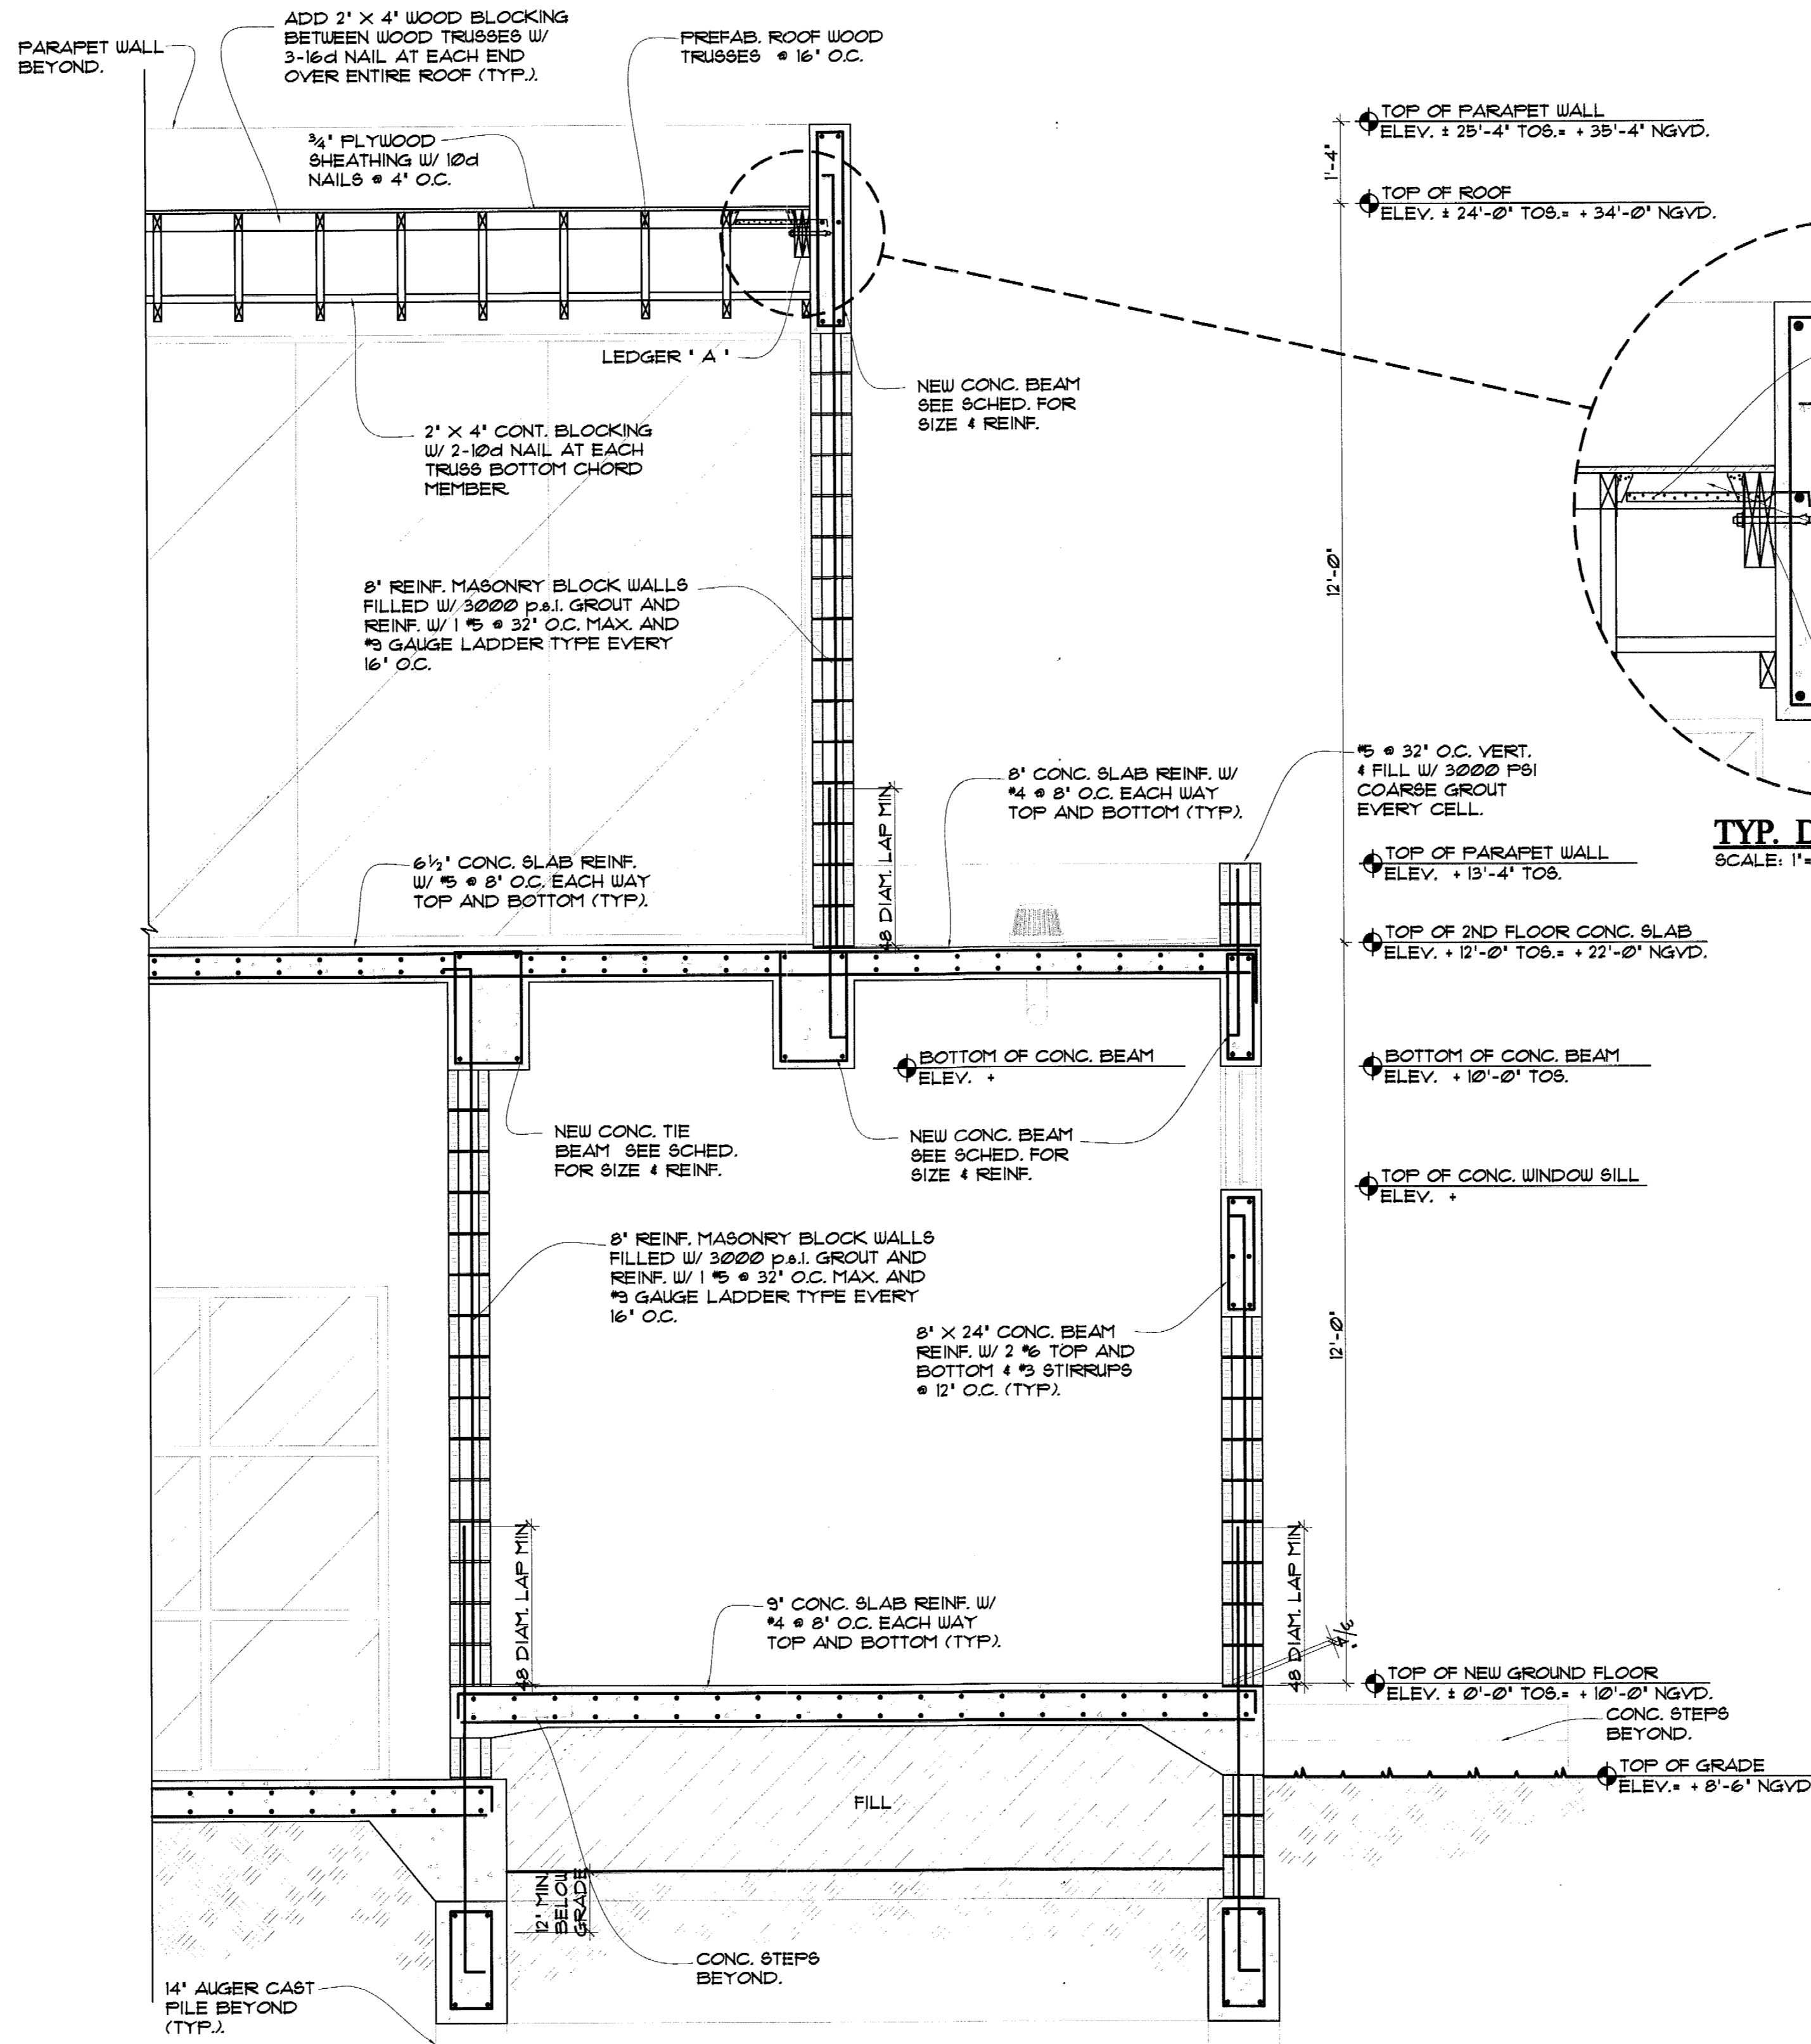 PARAPET WALL
BEYOND.
ADD 2" X 4" WOOD BLOCKING
BETWEEN WOOD TRUSSES W/
3-16d NAIL AT EACH END
OVER ENTIRE ROOF (TYP.).
PREFAB. ROOF WOOD
TRUSSES @ 16" O.C.
3/4" PLYWOOD
SHEATHING W/ 10d
NAILS @ 4" O.C.
TOP OF PARAPET WALL
ELEV. ± 25'-4" TOS.= + 35'-4" NGVD.
1'-4"
TOP OF ROOF
ELEV. ± 24'-0" TOS.= + 34'-0" NGVD.
LEDGER " A "
NEW CONC. BEAM
SEE SCHED. FOR
SIZE & REINF.
2" X 4" CONT. BLOCKING
W/ 2-10d NAIL AT EACH
TRUSS BOTTOM CHORD
MEMBER
12'-0"
8" REINF. MASONRY BLOCK WALLS
FILLED W/ 3000 p.s.i. GROUT AND
REINF. W/ 1 #5 @ 32" O.C. MAX. AND
#9 GAUGE LADDER TYPE EVERY
16" O.C.
8" CONC. SLAB REINF. W/
#4 @ 8" O.C. EACH WAY
TOP AND BOTTOM (TYP).
#5 @ 32" O.C. VERT.
& FILL W/ 3000 PSI
COARSE GROUT
EVERY CELL.
TYP. D
SCALE: 1"=
48 DIAM. LAP MIN.
6 1/2" CONC. SLAB REINF.
W/ #5 @ 8" O.C. EACH WAY
TOP AND BOTTOM (TYP).
TOP OF PARAPET WALL
ELEV. + 13'-4" TOS.
TOP OF 2ND FLOOR CONC. SLAB
ELEV. + 12'-0" TOS.= + 22'-0" NGVD.
BOTTOM OF CONC. BEAM
ELEV. +
BOTTOM OF CONC. BEAM
ELEV. + 10'-0" TOS.
NEW CONC. TIE
BEAM SEE SCHED.
FOR SIZE & REINF.
NEW CONC. BEAM
SEE SCHED. FOR
SIZE & REINF.
TOP OF CONC. WINDOW SILL
ELEV. +
8" REINF. MASONRY BLOCK WALLS
FILLED W/ 3000 p.s.i. GROUT AND
REINF. W/ 1 #5 @ 32" O.C. MAX. AND
#9 GAUGE LADDER TYPE EVERY
16" O.C.
8" X 24" CONC. BEAM
REINF. W/ 2 #6 TOP AND
BOTTOM & #3 STIRRUPS
@ 12" O.C. (TYP).
12'-0"
48 DIAM. LAP MIN.
48 DIAM. LAP MIN.
9" CONC. SLAB REINF. W/
#4 @ 8" O.C. EACH WAY
TOP AND BOTTOM (TYP).
TOP OF NEW GROUND FLOOR
ELEV. ± 0'-0" TOS.= + 10'-0" NGVD.
CONC. STEPS
BEYOND.
TOP OF GRADE
ELEV.= + 8'-6" NGVD
FILL
12" MIN.
BELOW
GRADE
CONC. STEPS
BEYOND.
14" AUGER CAST
PILE BEYOND
(TYP.).